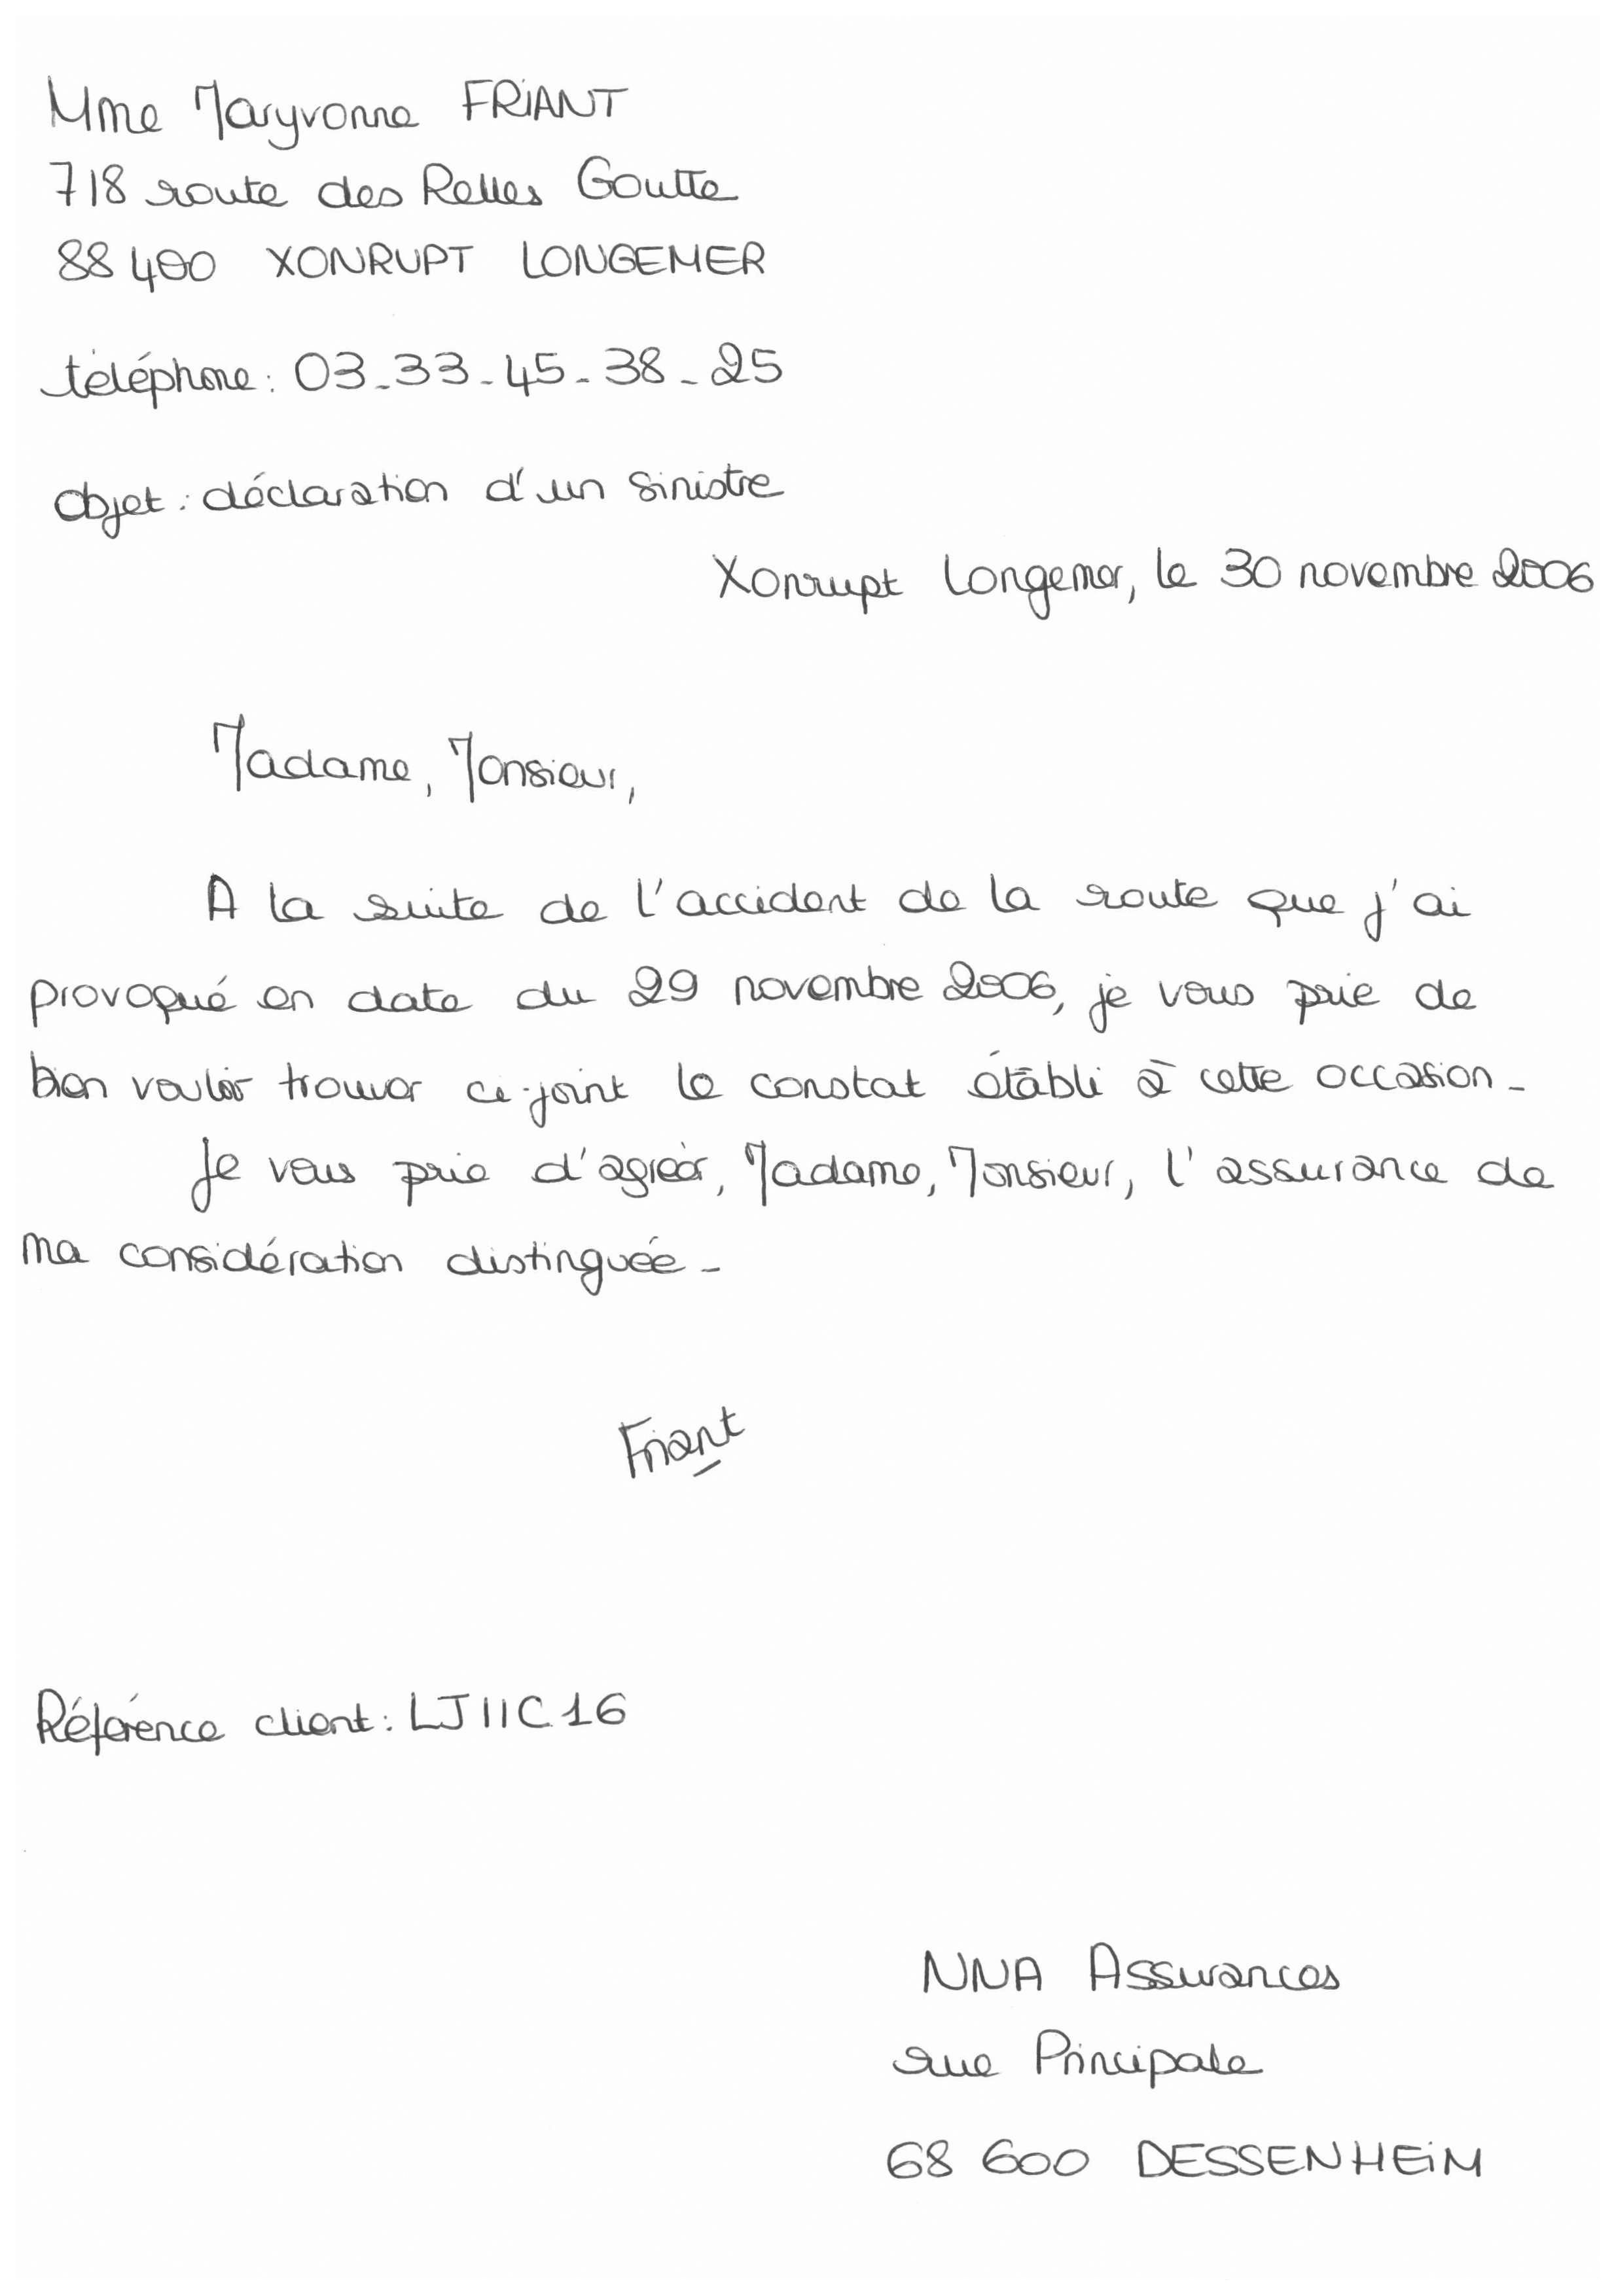 Mme Maryvonne FRIANT
718 route des Relles Goutte
88 400 XONRUPT LONGEMER
téléphone : 03_33_45_38_25
objet : déclaration d'un sinistre
Xonrupt Longemer, le 30 novembre 2006
Madame, Monsieur,
A la suite de l'accident de la route que j'ai
provoqué en date du 29 novembre 2006, je vous prie de
bien vouloir trouver ci-joint le constat établi à cette occasion_
Je vous prie d'agréer, Madame, Monsieur, l'assurance de
ma considération distinguée_
Friant
Référence client : LJIIC16
NNA Assurances
rue Principale
68 600 DESSENHEIM